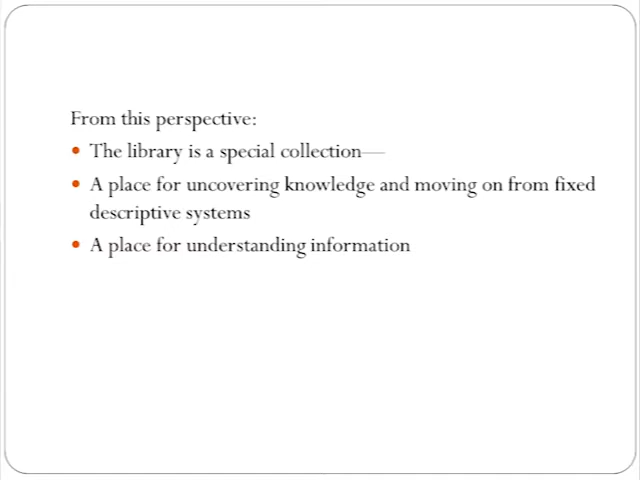 From this perspective:
• The library is a special collection—
• A place for uncovering knowledge and moving on from fixed
descriptive systems
• A place for understanding information